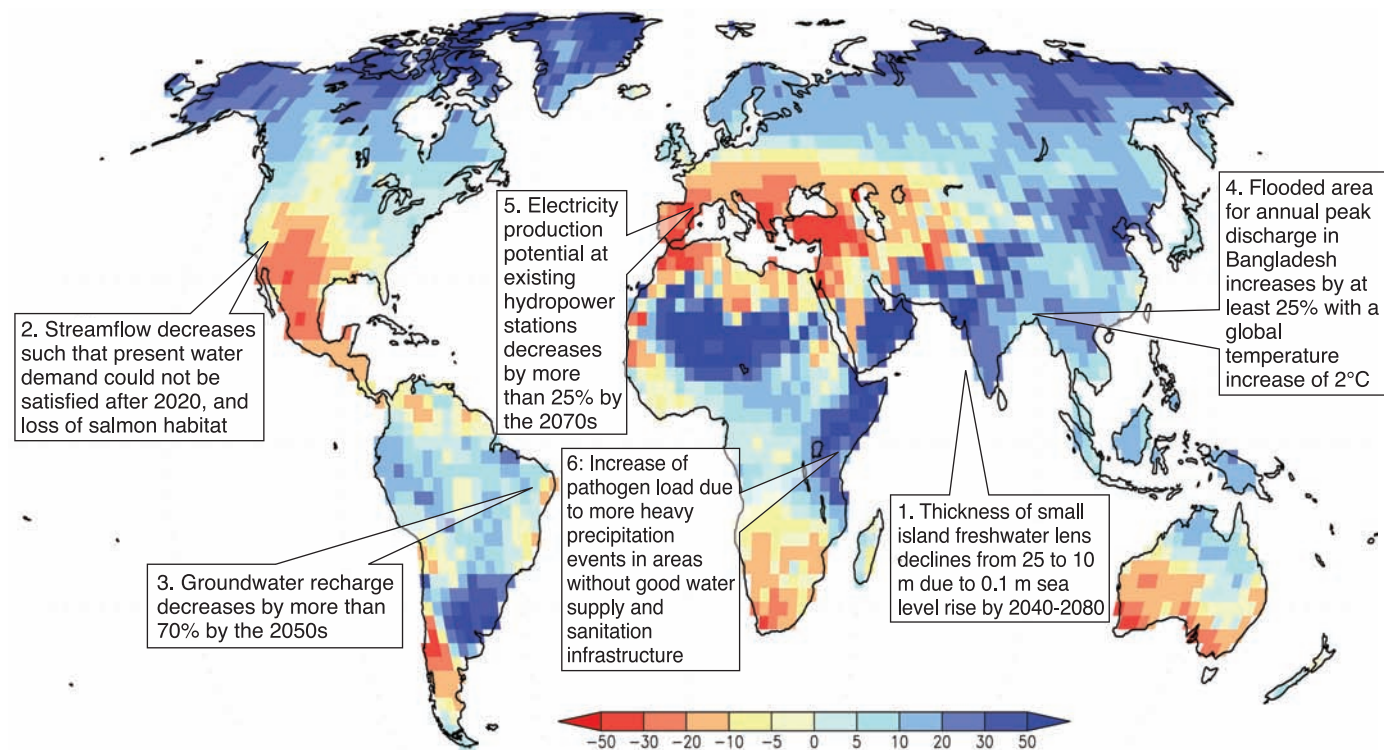 2. Streamflow decreases
such that present water
demand could not be
satisfied after 2020, and
loss of salmon habitat
5. Electricity
production
potential at
existing
hydropower
stations
decreases
by more
than 25% by
the 2070s
4. Flooded area
for annual peak
discharge in
Bangladesh
increases by at
least 25% with a
global
temperature
increase of 2°C
3. Groundwater recharge
decreases by more than
70% by the 2050s
6: Increase of
pathogen load due
to more heavy
precipitation
events in areas
without good water
supply and
sanitation
infrastructure
1. Thickness of small
island freshwater lens
declines from 25 to 10
m due to 0.1 m sea
level rise by 2040-2080
-50 -30 -20 -10 -5 0 5 10 20 30 50